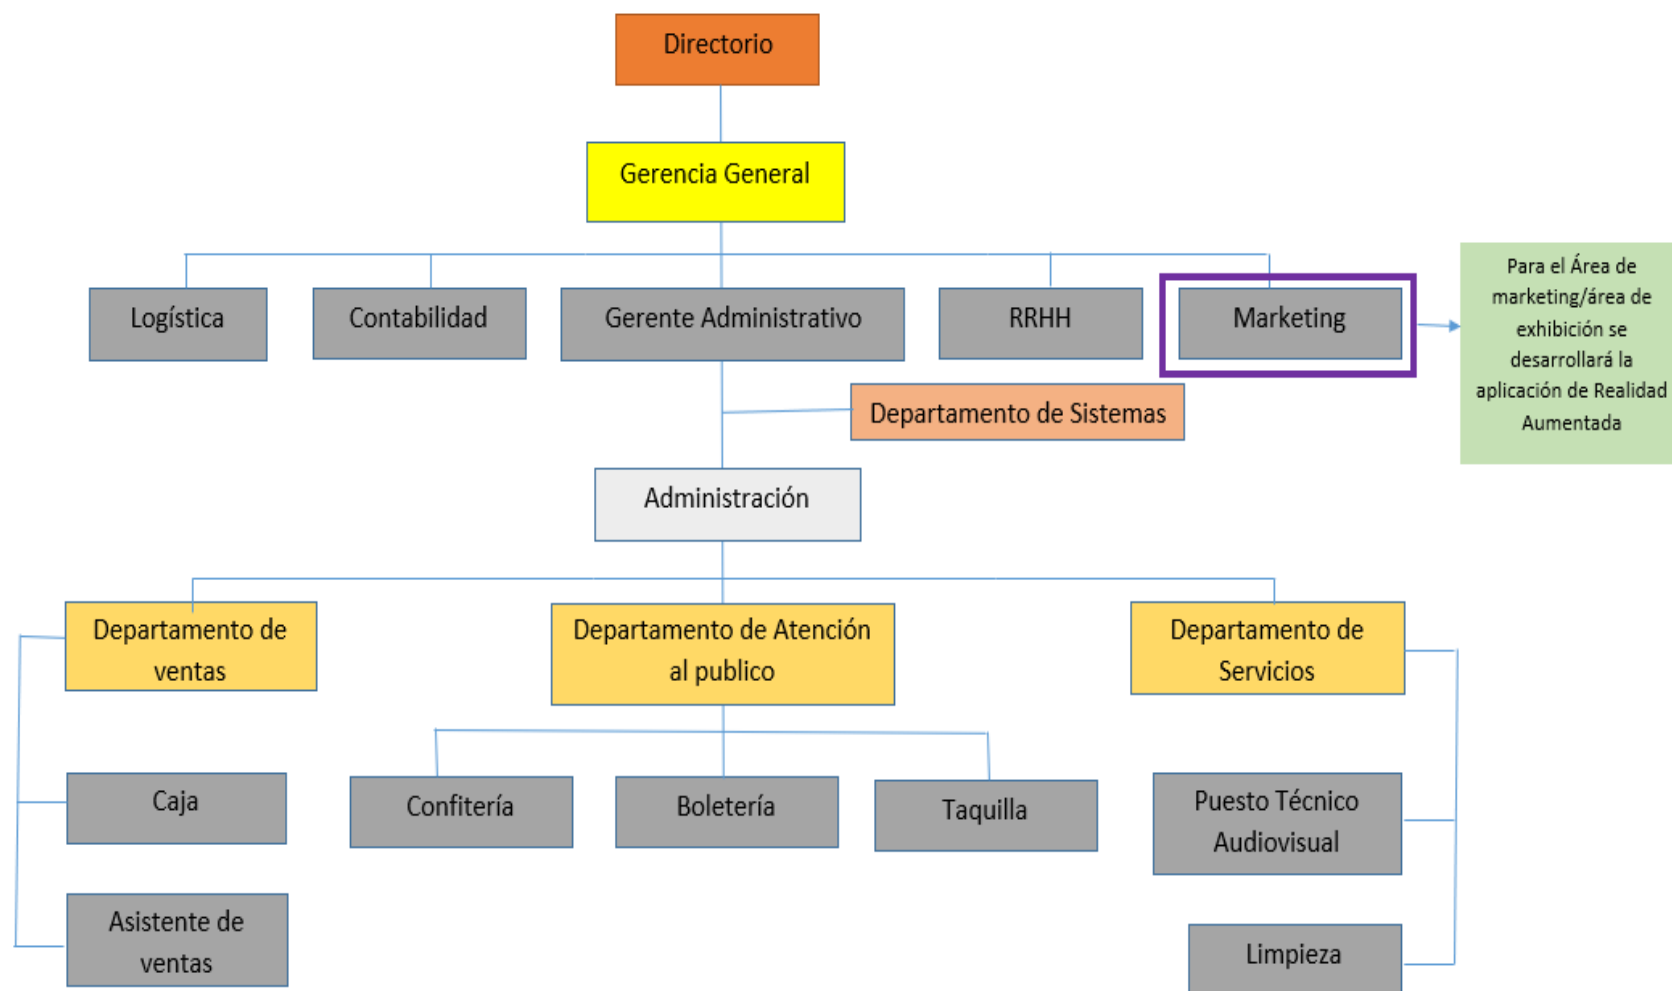 Directorio
Gerencia General
Logística
Contabilidad
Gerente Administrativo
RRHH
Marketing
Para el Área de
marketing/área de
exhibición se
desarrollará la
aplicación de Realidad
Aumentada
Departamento de Sistemas
Administración
Departamento de
ventas
Departamento de Atención
al publico
Departamento de
Servicios
Caja
Confitería
Boletería
Taquilla
Puesto Técnico
Audiovisual
Asistente de
ventas
Limpieza